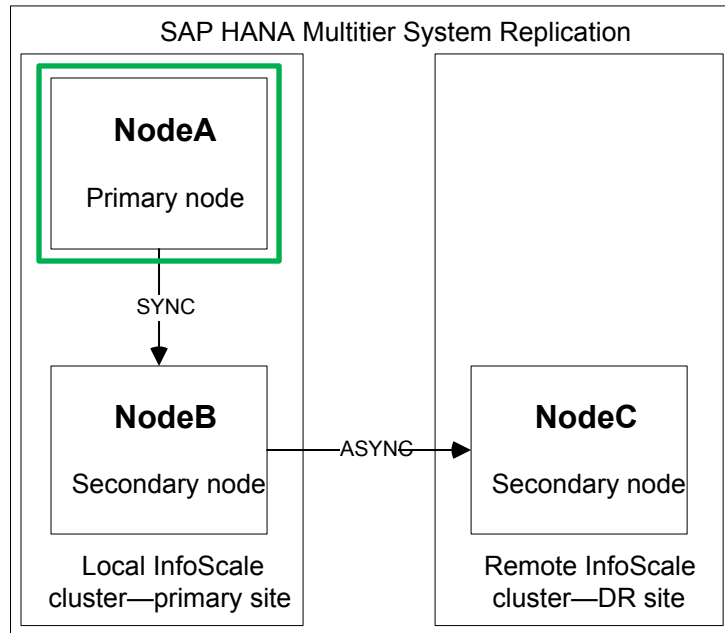 SAP HANA Multitier System Replication
NodeA
Primary node
SYNC
NodeB
Secondary node
ASYNC
NodeC
Secondary node
Local InfoScale
cluster—primary site
Remote InfoScale
cluster—DR site